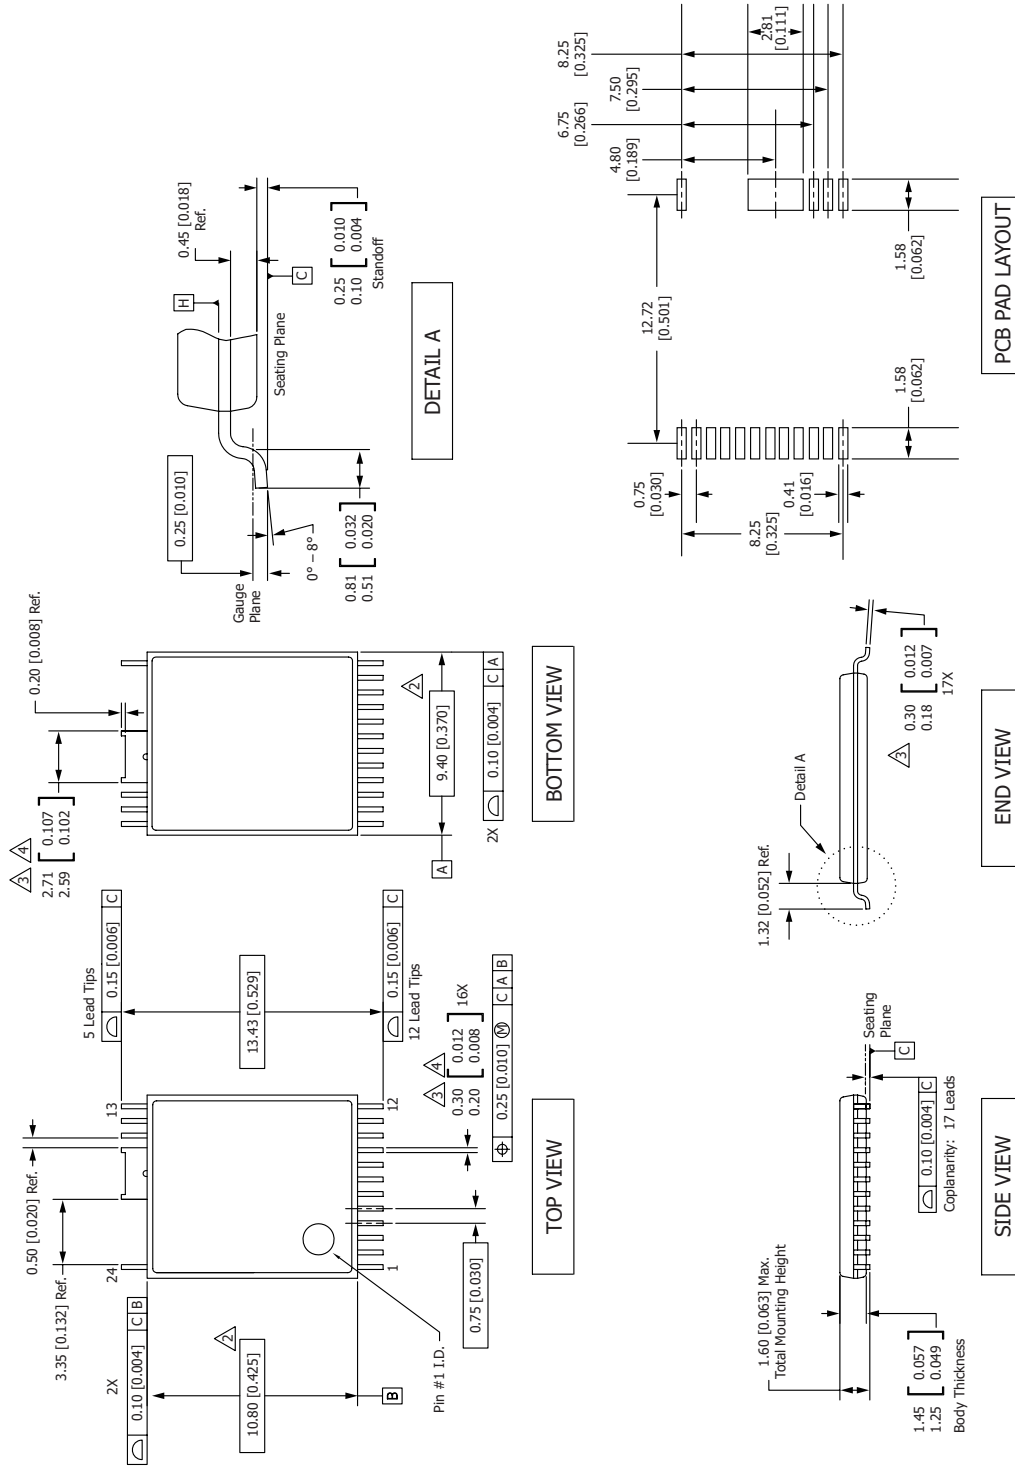 2X
0.10 [0.004] C B
3.35 [0.132] Ref.
0.50 [0.020] Ref.
24
13
5 Lead Tips
0.15 [0.006] C
10.80 [0.425]
2
B
Pin #1 I.D.
13.43 [0.529]
1
12
0.15 [0.006] C
12 Lead Tips
0.75 [0.030]
3 4
0.30 [0.012]
0.20 [0.008]
16X
0.25 [0.010] M C A B
TOP VIEW
3 4
2.71 [0.107]
2.59 [0.102]
0.20 [0.008] Ref.
A
9.40 [0.370]
2
2X
0.10 [0.004] C A
BOTTOM VIEW
Gauge
Plane
0.25 [0.010]
H
0.45 [0.018]
Ref.
0° – 8°
Seating Plane
C
0.81 [0.032]
0.51 [0.020]
0.25 [0.010]
0.10 [0.004]
Standoff
DETAIL A
1.60 [0.063] Max.
Total Mounting Height
1.45 [0.057]
1.25 [0.049]
Body Thickness
Seating
Plane
C
0.10 [0.004] C
Coplanarity: 17 Leads
SIDE VIEW
1.32 [0.052] Ref.
Detail A
3
0.30 [0.012]
0.18 [0.007]
17X
END VIEW
0.75
[0.030]
8.25
[0.325]
0.41
[0.016]
1.58
[0.062]
12.72
[0.501]
4.80
[0.189]
6.75
[0.266]
7.50
[0.295]
8.25
[0.325]
2.81
[0.111]
1.58
[0.062]
PCB PAD LAYOUT